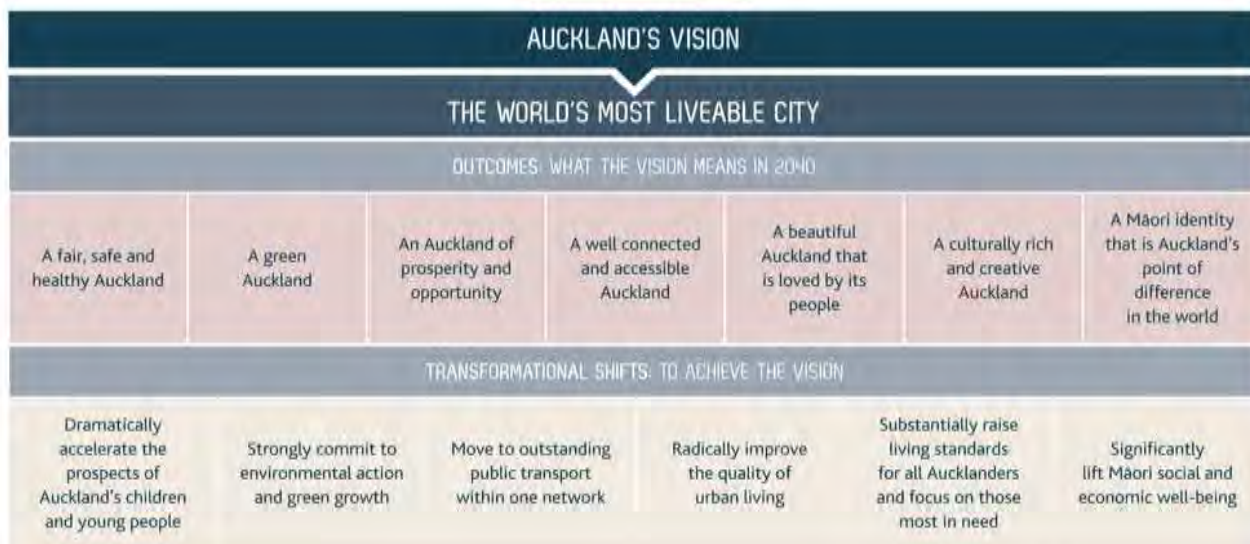 AUCKLAND'S VISION
THE WORLD'S MOST LIVEABLE CITY
OUTCOMES: WHAT THE VISION MEANS IN 2040
A fair, safe and
healthy Auckland
A green
Auckland
An Auckland of
prosperity and
opportunity
A well connected
and accessible
Auckland
A beautiful
Auckland that
is loved by its
people
A culturally rich
and creative
Auckland
A Māori identity
that is Auckland's
point of
difference
in the world
TRANSFORMATIONAL SHIFTS: TO ACHIEVE THE VISION
Dramatically
accelerate the
prospects of
Auckland's children
and young people
Strongly commit to
environmental action
and green growth
Move to outstanding
public transport
within one network
Radically improve
the quality of
urban living
Substantially raise
living standards
for all Aucklanders
and focus on those
most in need
Significantly
lift Māori social and
economic well-being